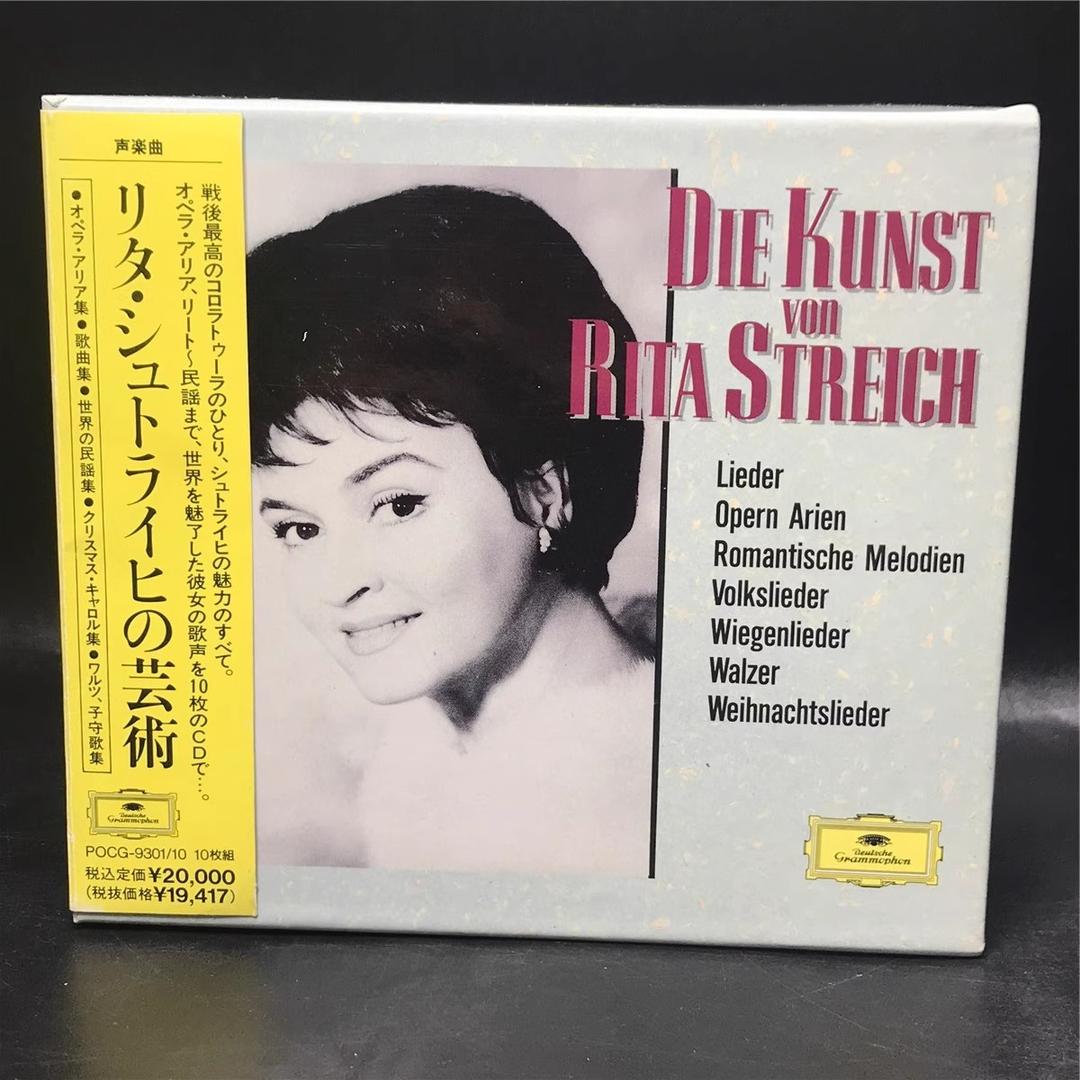 声楽曲
戦後最高のコロラトゥーラのひとり、シュトライヒの魅力のすべて。
オペラ・アリア、リート〜民謡まで、世界を魅了した彼女の歌声を10枚のCDで…。
リタ・シュトライヒの芸術
●オペラ・アリア集●歌曲集●世界の民謡集●クリスマス・キャロル集●ワルツ、子守歌集
Deutsche
Grammophon
POCG-9301/10 10枚組
税込定価¥20,000
(税抜価格¥19,417)
DIE KUNST
VON
RITA STREICH
Lieder
Opern Arien
Romantische Melodien
Volkslieder
Wiegenlieder
Walzer
Weihnachtslieder
Deutsche
Grammophon